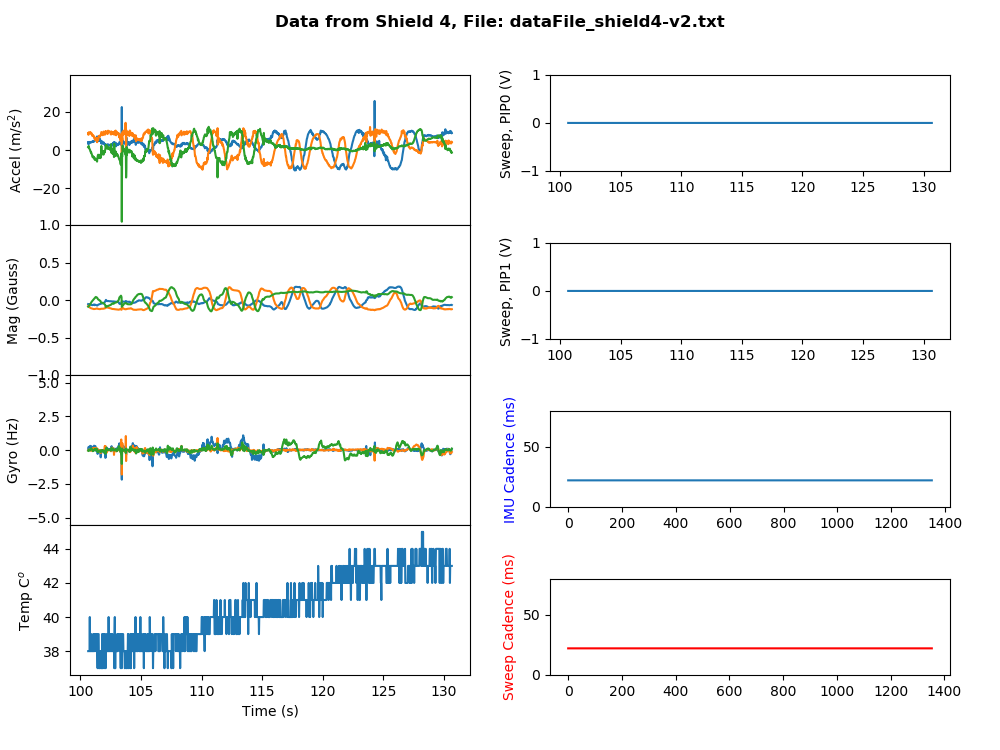 Data from Shield 4, File: dataFile_shield4-v2.txt
Accel (m/s²)
20
0
−20
Mag (Gauss)
1.0
0.5
0.0
−0.5
−1.0
Gyro (Hz)
5.0
2.5
0.0
−2.5
−5.0
Temp C°
44
42
40
38
100 105 110 115 120 125 130
Time (s)
Sweep, PIP0 (V)
1
0
−1
100 105 110 115 120 125 130
Sweep, PIP1 (V)
1
0
−1
100 105 110 115 120 125 130
IMU Cadence (ms)
50
0
0 200 400 600 800 1000 1200 1400
Sweep Cadence (ms)
50
0
0 200 400 600 800 1000 1200 1400